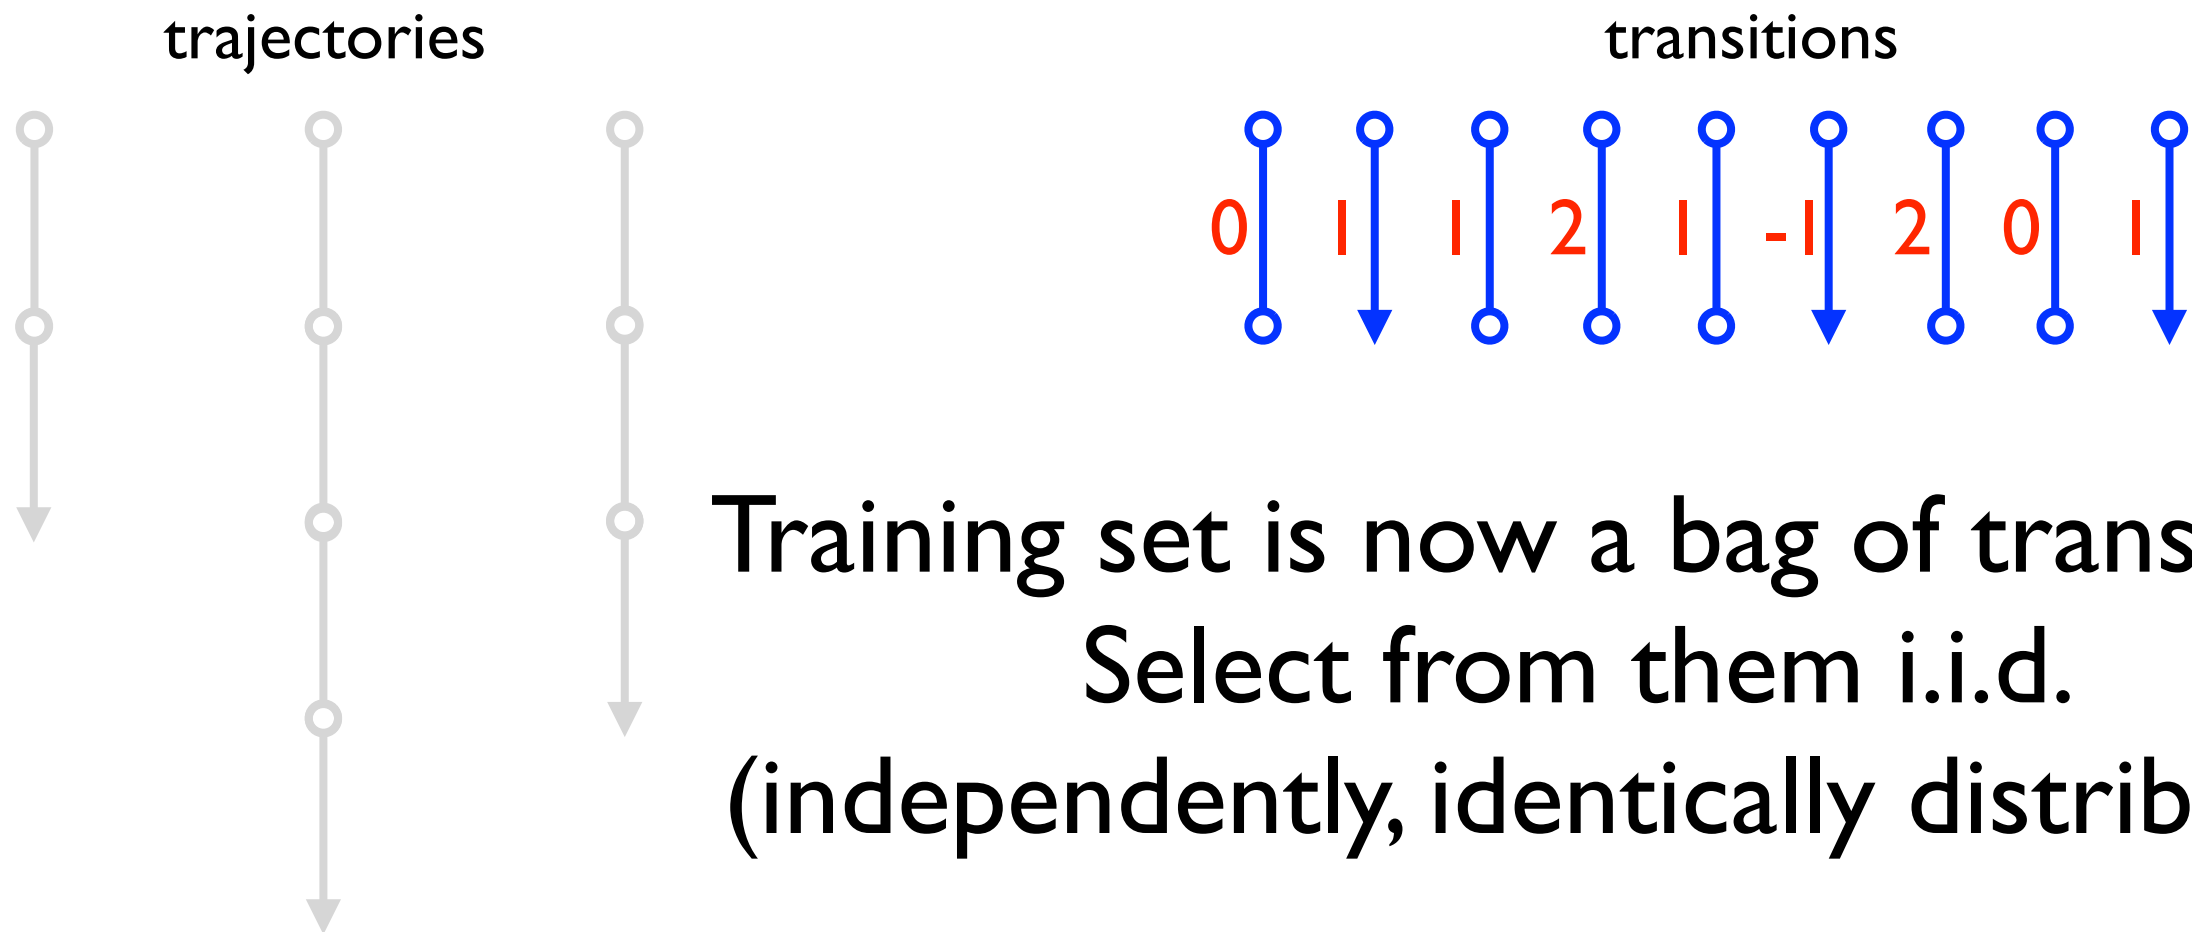 trajectories
transitions
0 1 1 2 1 -1 2 0 1
Training set is now a bag of trans
Select from them i.i.d.
(independently, identically distrib